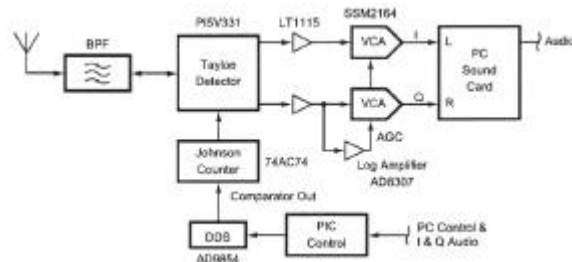 PI5V331
LT1115
SSM2164
BPF
Tayloe
Detector
VCA
I
L
PC
Sound
Card
Audio
VCA
Q
R
AGC
Johnson
Counter
74AC74
Log Amplifier
AD8307
Comparator Out
DDS
AD9854
PIC
Control
PC Control &
I & Q Audio